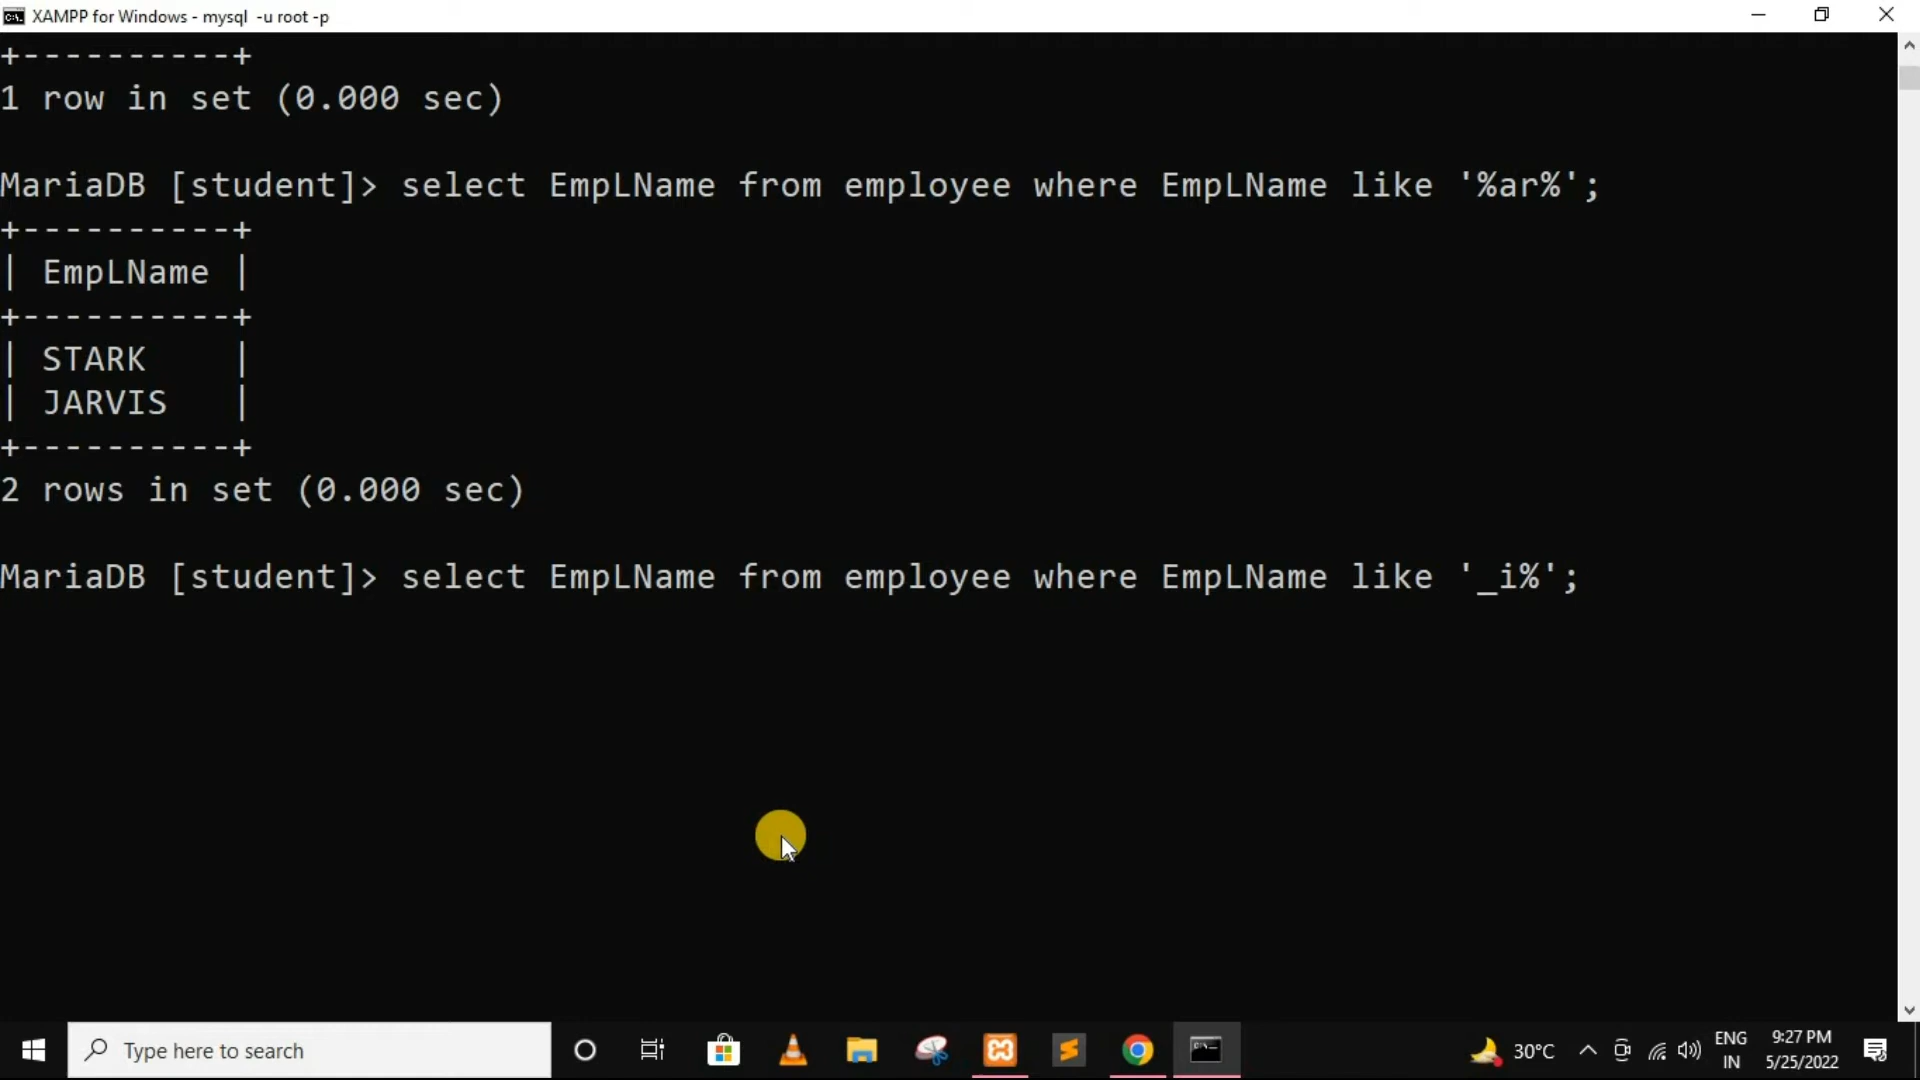 XAMPP for Windows - mysql -u root -p
+----------+
1 row in set (0.000 sec)
MariaDB [student]> select EmpLName from employee where EmpLName like '%ar%';
+----------+
| EmpLName |
+----------+
| STARK    |
| JARVIS   |
+----------+
2 rows in set (0.000 sec)
MariaDB [student]> select EmpLName from employee where EmpLName like '_i%';
Type here to search
30°C
ENG
IN
9:27 PM
5/25/2022